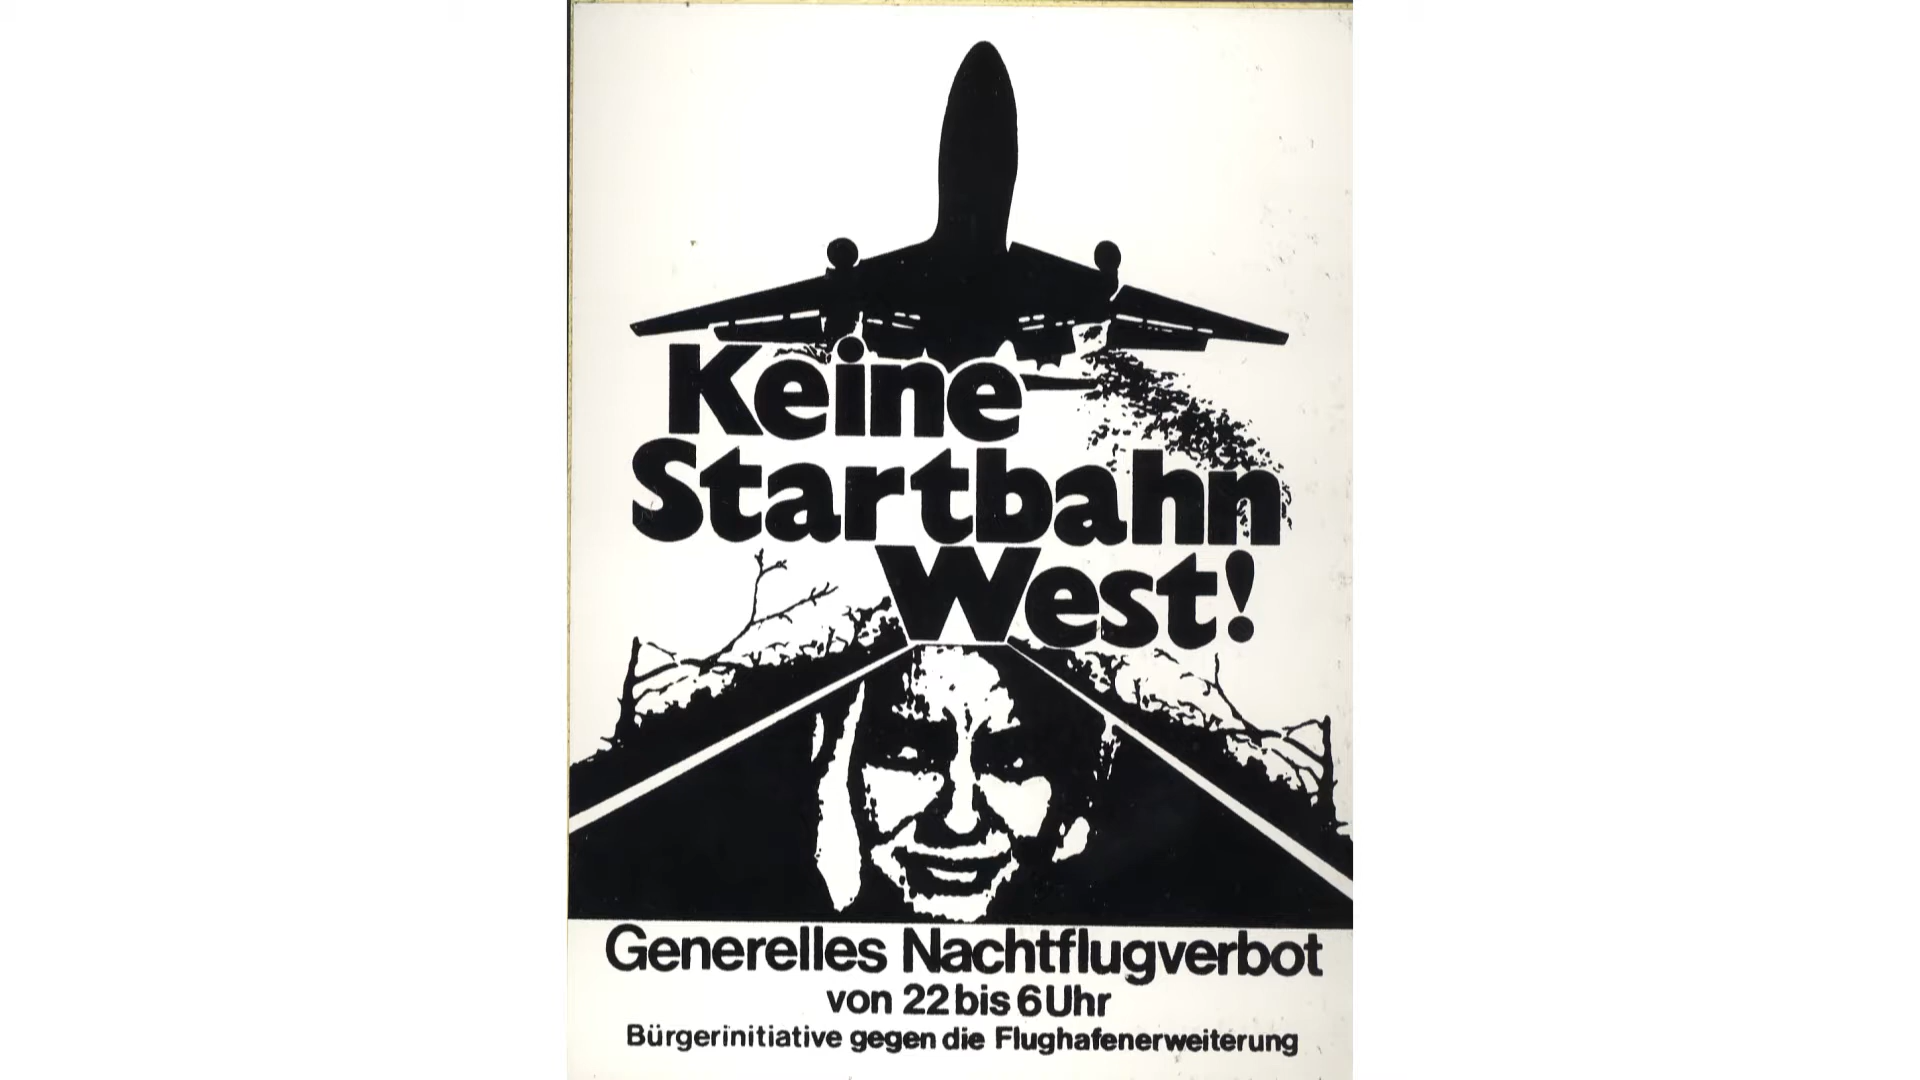 Keine
Startbahn
West!
Generelles Nachtflugverbot
von 22 bis 6 Uhr
Bürgerinitiative gegen die Flughafenerweiterung